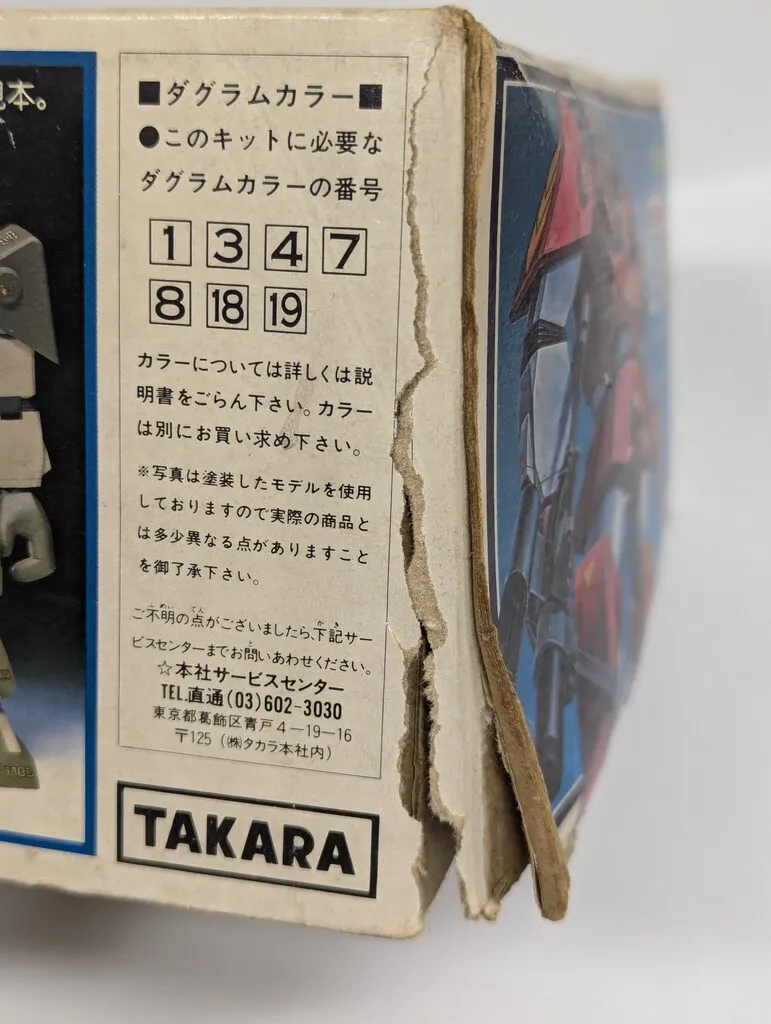 本。
■ダグラムカラー■
●このキットに必要な
ダグラムカラーの番号
1 3 4 7
8 18 19
カラーについては詳しくは説
明書をごらん下さい。カラー
は別にお買い求め下さい。
※写真は塗装したモデルを使用
しておりますので実際の商品と
は多少異なる点がありますこと
を御了承下さい。
ご不明の点がございましたら、下記サー
ビスセンターまでお問いあわせください。
☆本社サービスセンター
TEL.直通(03)602-3030
東京都葛飾区青戸4-19-16
〒125 (㈱タカラ本社内)
TAKARA